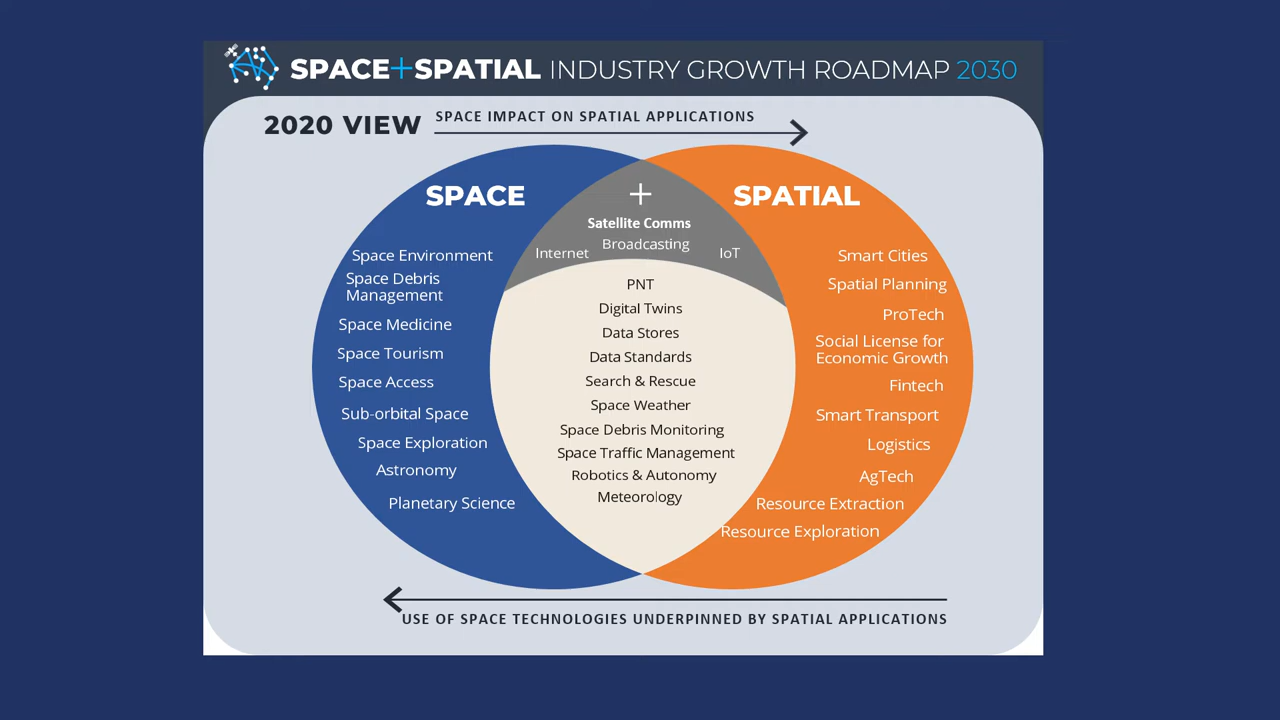 SPACE+SPATIAL INDUSTRY GROWTH ROADMAP 2030
2020 VIEW
SPACE IMPACT ON SPATIAL APPLICATIONS
SPACE
Space Environment
Space Debris
Management
Space Medicine
Space Tourism
Space Access
Sub-orbital Space
Space Exploration
Astronomy
Planetary Science
+
Satellite Comms
Broadcasting
Internet
IoT
PNT
Digital Twins
Data Stores
Data Standards
Search & Rescue
Space Weather
Space Debris Monitoring
Space Traffic Management
Robotics & Autonomy
Meteorology
SPATIAL
Smart Cities
Spatial Planning
ProTech
Social License for
Economic Growth
Fintech
Smart Transport
Logistics
AgTech
Resource Extraction
Resource Exploration
USE OF SPACE TECHNOLOGIES UNDERPINNED BY SPATIAL APPLICATIONS